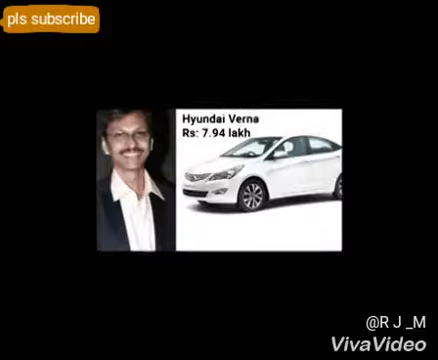 pls subscribe
Hyundai Verna
Rs: 7.94 lakh
@R J _M
VivaVideo